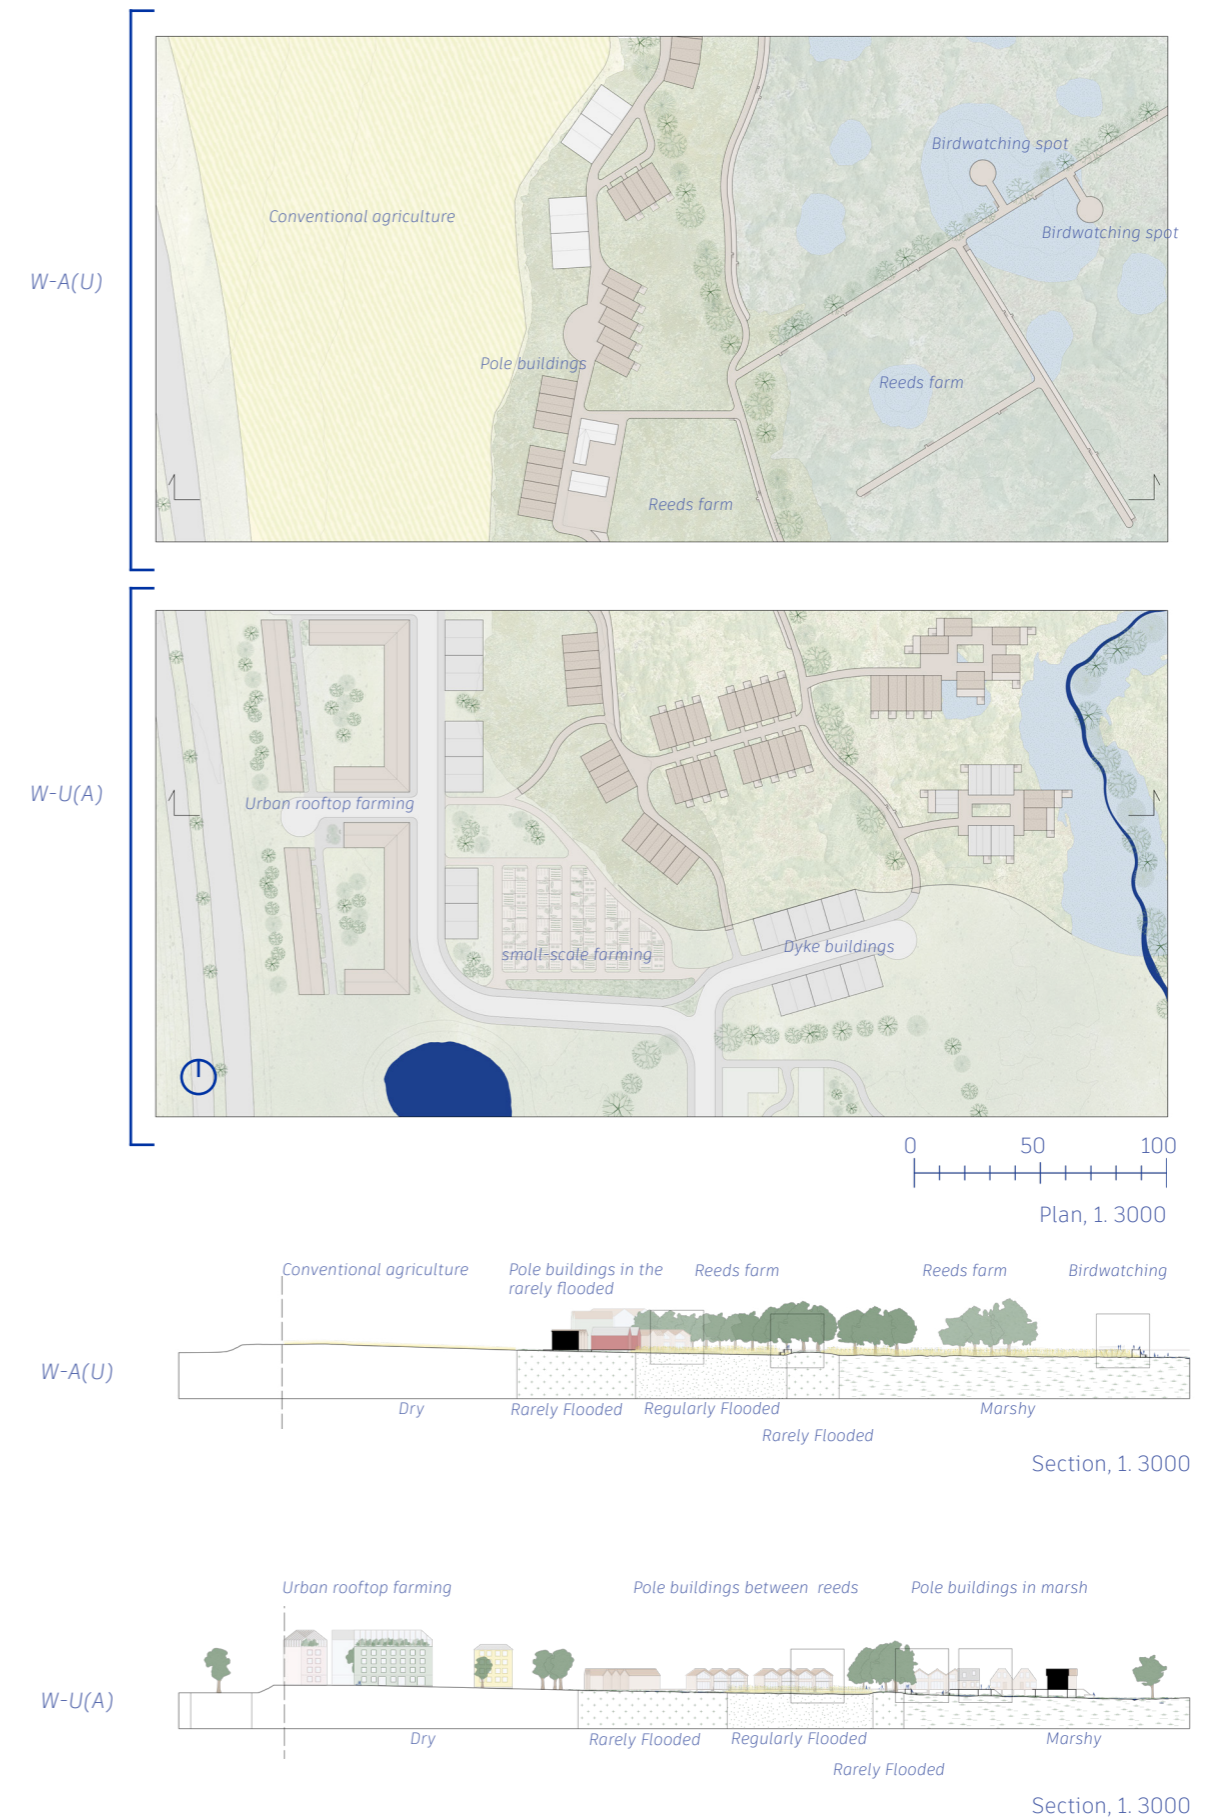 Birdwatching spot
Conventional agriculture
Birdwatching spot
W-A(U)
Pole buildings
Reeds farm
Reeds farm
W-U(A)
Urban rooftop farming
Dyke buildings
small-scale farming
0 50 100
Plan, 1. 3000
Conventional agriculture
Pole buildings in the
rarely flooded
Reeds farm
Reeds farm
Birdwatching
W-A(U)
Dry
Rarely Flooded
Regularly Flooded
Marshy
Rarely Flooded
Section, 1. 3000
Urban rooftop farming
Pole buildings between reeds
Pole buildings in marsh
W-U(A)
Dry
Rarely Flooded
Regularly Flooded
Marshy
Rarely Flooded
Section, 1. 3000